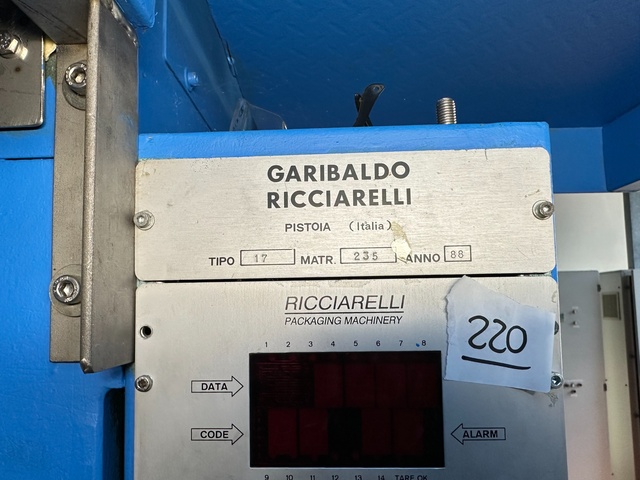 GARIBALDO
RICCIARELLI
PISTOIA (Italia)
TIPO 17 MATR. 235 ANNO 88
RICCIARELLI
PACKAGING MACHINERY
220
1 2 3 4 5 6 7 8
DATA
CODE ALARM
9 10 11 12 13 14 TARE OK